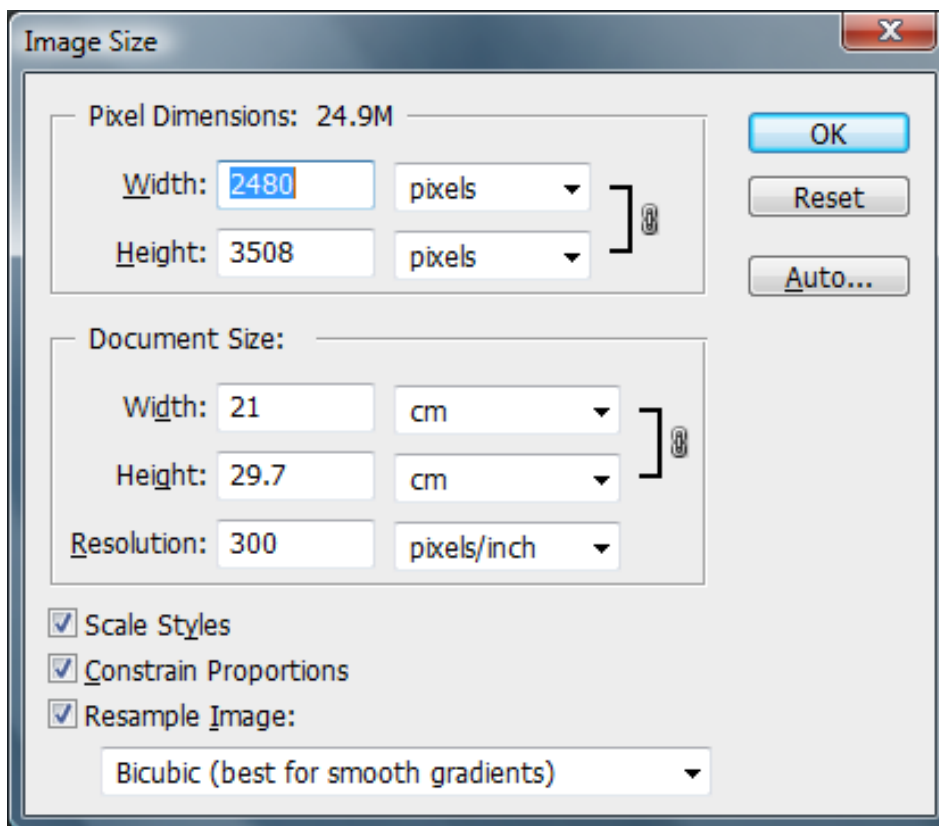 Image Size
Pixel Dimensions: 24.9M
OK
Width: 2480 pixels
Reset
Height: 3508 pixels
Auto...
Document Size:
Width: 21 cm
Height: 29.7 cm
Resolution: 300 pixels/inch
Scale Styles
Constrain Proportions
Resample Image:
Bicubic (best for smooth gradients)